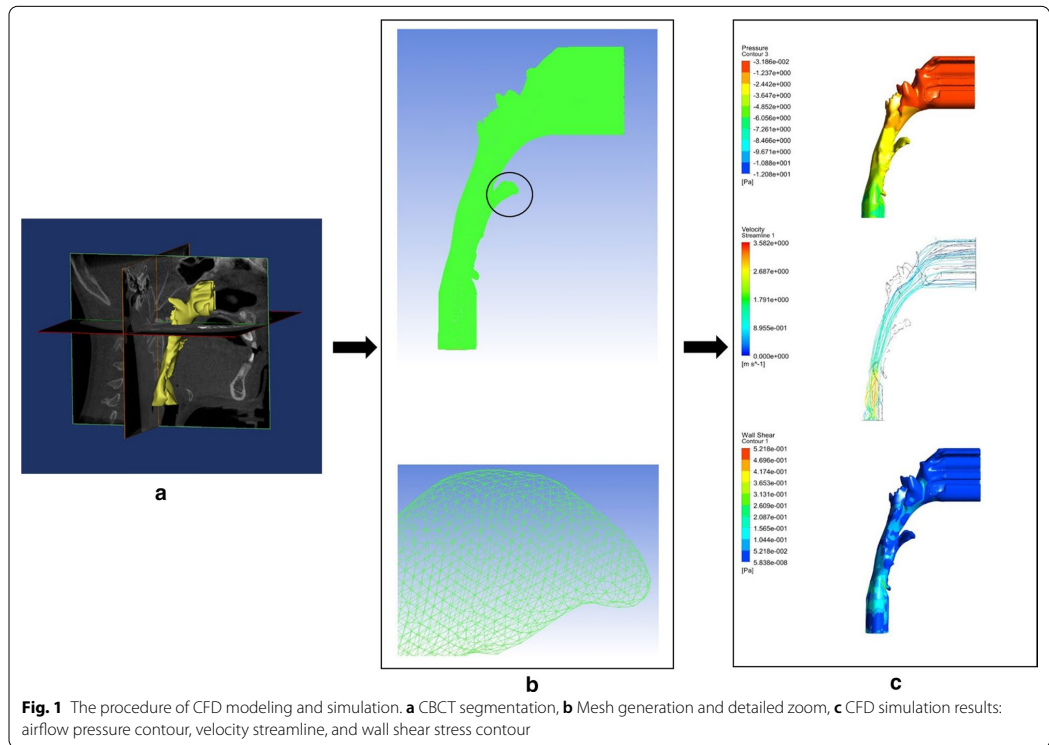 Pressure
Contour 3
-3.186e-002
-1.237e+000
-2.442e+000
-3.647e+000
-4.852e+000
-6.056e+000
-7.261e+000
-8.466e+000
-9.671e+000
-1.088e+001
-1.208e+001
[Pa]
Velocity
Streamline 1
3.582e+000
2.687e+000
1.791e+000
8.955e-001
0.000e+000
[m s^-1]
Wall Shear
Contour 1
5.218e-001
4.696e-001
4.174e-001
3.653e-001
3.131e-001
2.609e-001
2.087e-001
1.565e-001
1.044e-001
5.218e-002
5.838e-008
[Pa]
a
b
c
Fig. 1 The procedure of CFD modeling and simulation. a CBCT segmentation, b Mesh generation and detailed zoom, c CFD simulation results:
airflow pressure contour, velocity streamline, and wall shear stress contour